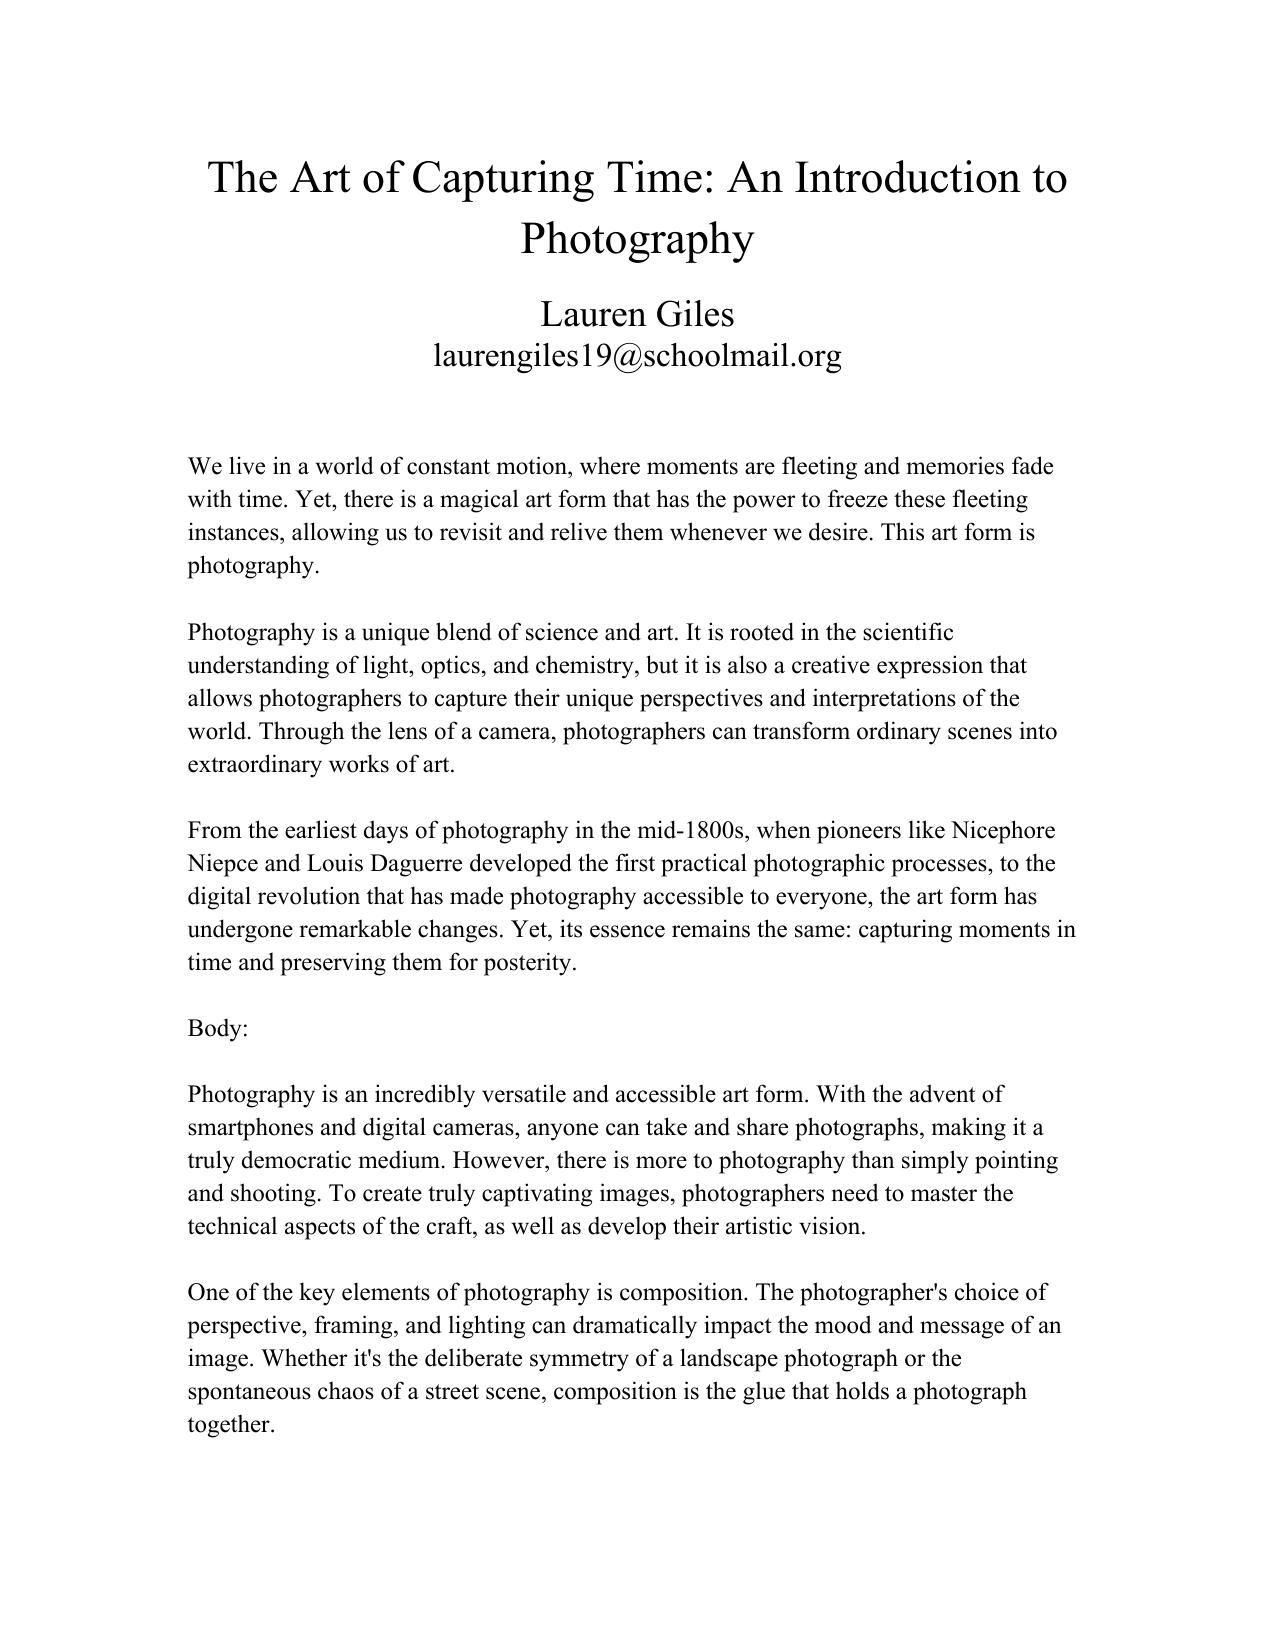 The Art of Capturing Time: An Introduction to
Photography
Lauren Giles
laurengiles19@schoolmail.org
We live in a world of constant motion, where moments are fleeting and memories fade
with time. Yet, there is a magical art form that has the power to freeze these fleeting
instances, allowing us to revisit and relive them whenever we desire. This art form is
photography.
Photography is a unique blend of science and art. It is rooted in the scientific
understanding of light, optics, and chemistry, but it is also a creative expression that
allows photographers to capture their unique perspectives and interpretations of the
world. Through the lens of a camera, photographers can transform ordinary scenes into
extraordinary works of art.
From the earliest days of photography in the mid-1800s, when pioneers like Nicephore
Niepce and Louis Daguerre developed the first practical photographic processes, to the
digital revolution that has made photography accessible to everyone, the art form has
undergone remarkable changes. Yet, its essence remains the same: capturing moments in
time and preserving them for posterity.
Body:
Photography is an incredibly versatile and accessible art form. With the advent of
smartphones and digital cameras, anyone can take and share photographs, making it a
truly democratic medium. However, there is more to photography than simply pointing
and shooting. To create truly captivating images, photographers need to master the
technical aspects of the craft, as well as develop their artistic vision.
One of the key elements of photography is composition. The photographer's choice of
perspective, framing, and lighting can dramatically impact the mood and message of an
image. Whether it's the deliberate symmetry of a landscape photograph or the
spontaneous chaos of a street scene, composition is the glue that holds a photograph
together.